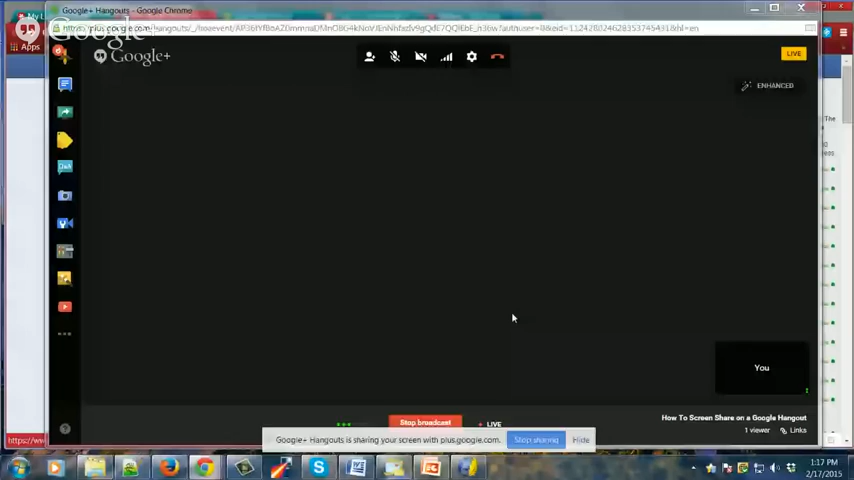 Google+ Hangouts - Google Chrome
Google+
Apps
Google+
LIVE
ENHANCED
Q&A
You
How To Screen Share on a Google Hangout
1 viewer
Links
Stop broadcast
LIVE
Google+ Hangouts is sharing your screen with plus.google.com.
Stop sharing
Hide
1:17 PM
2/17/2015